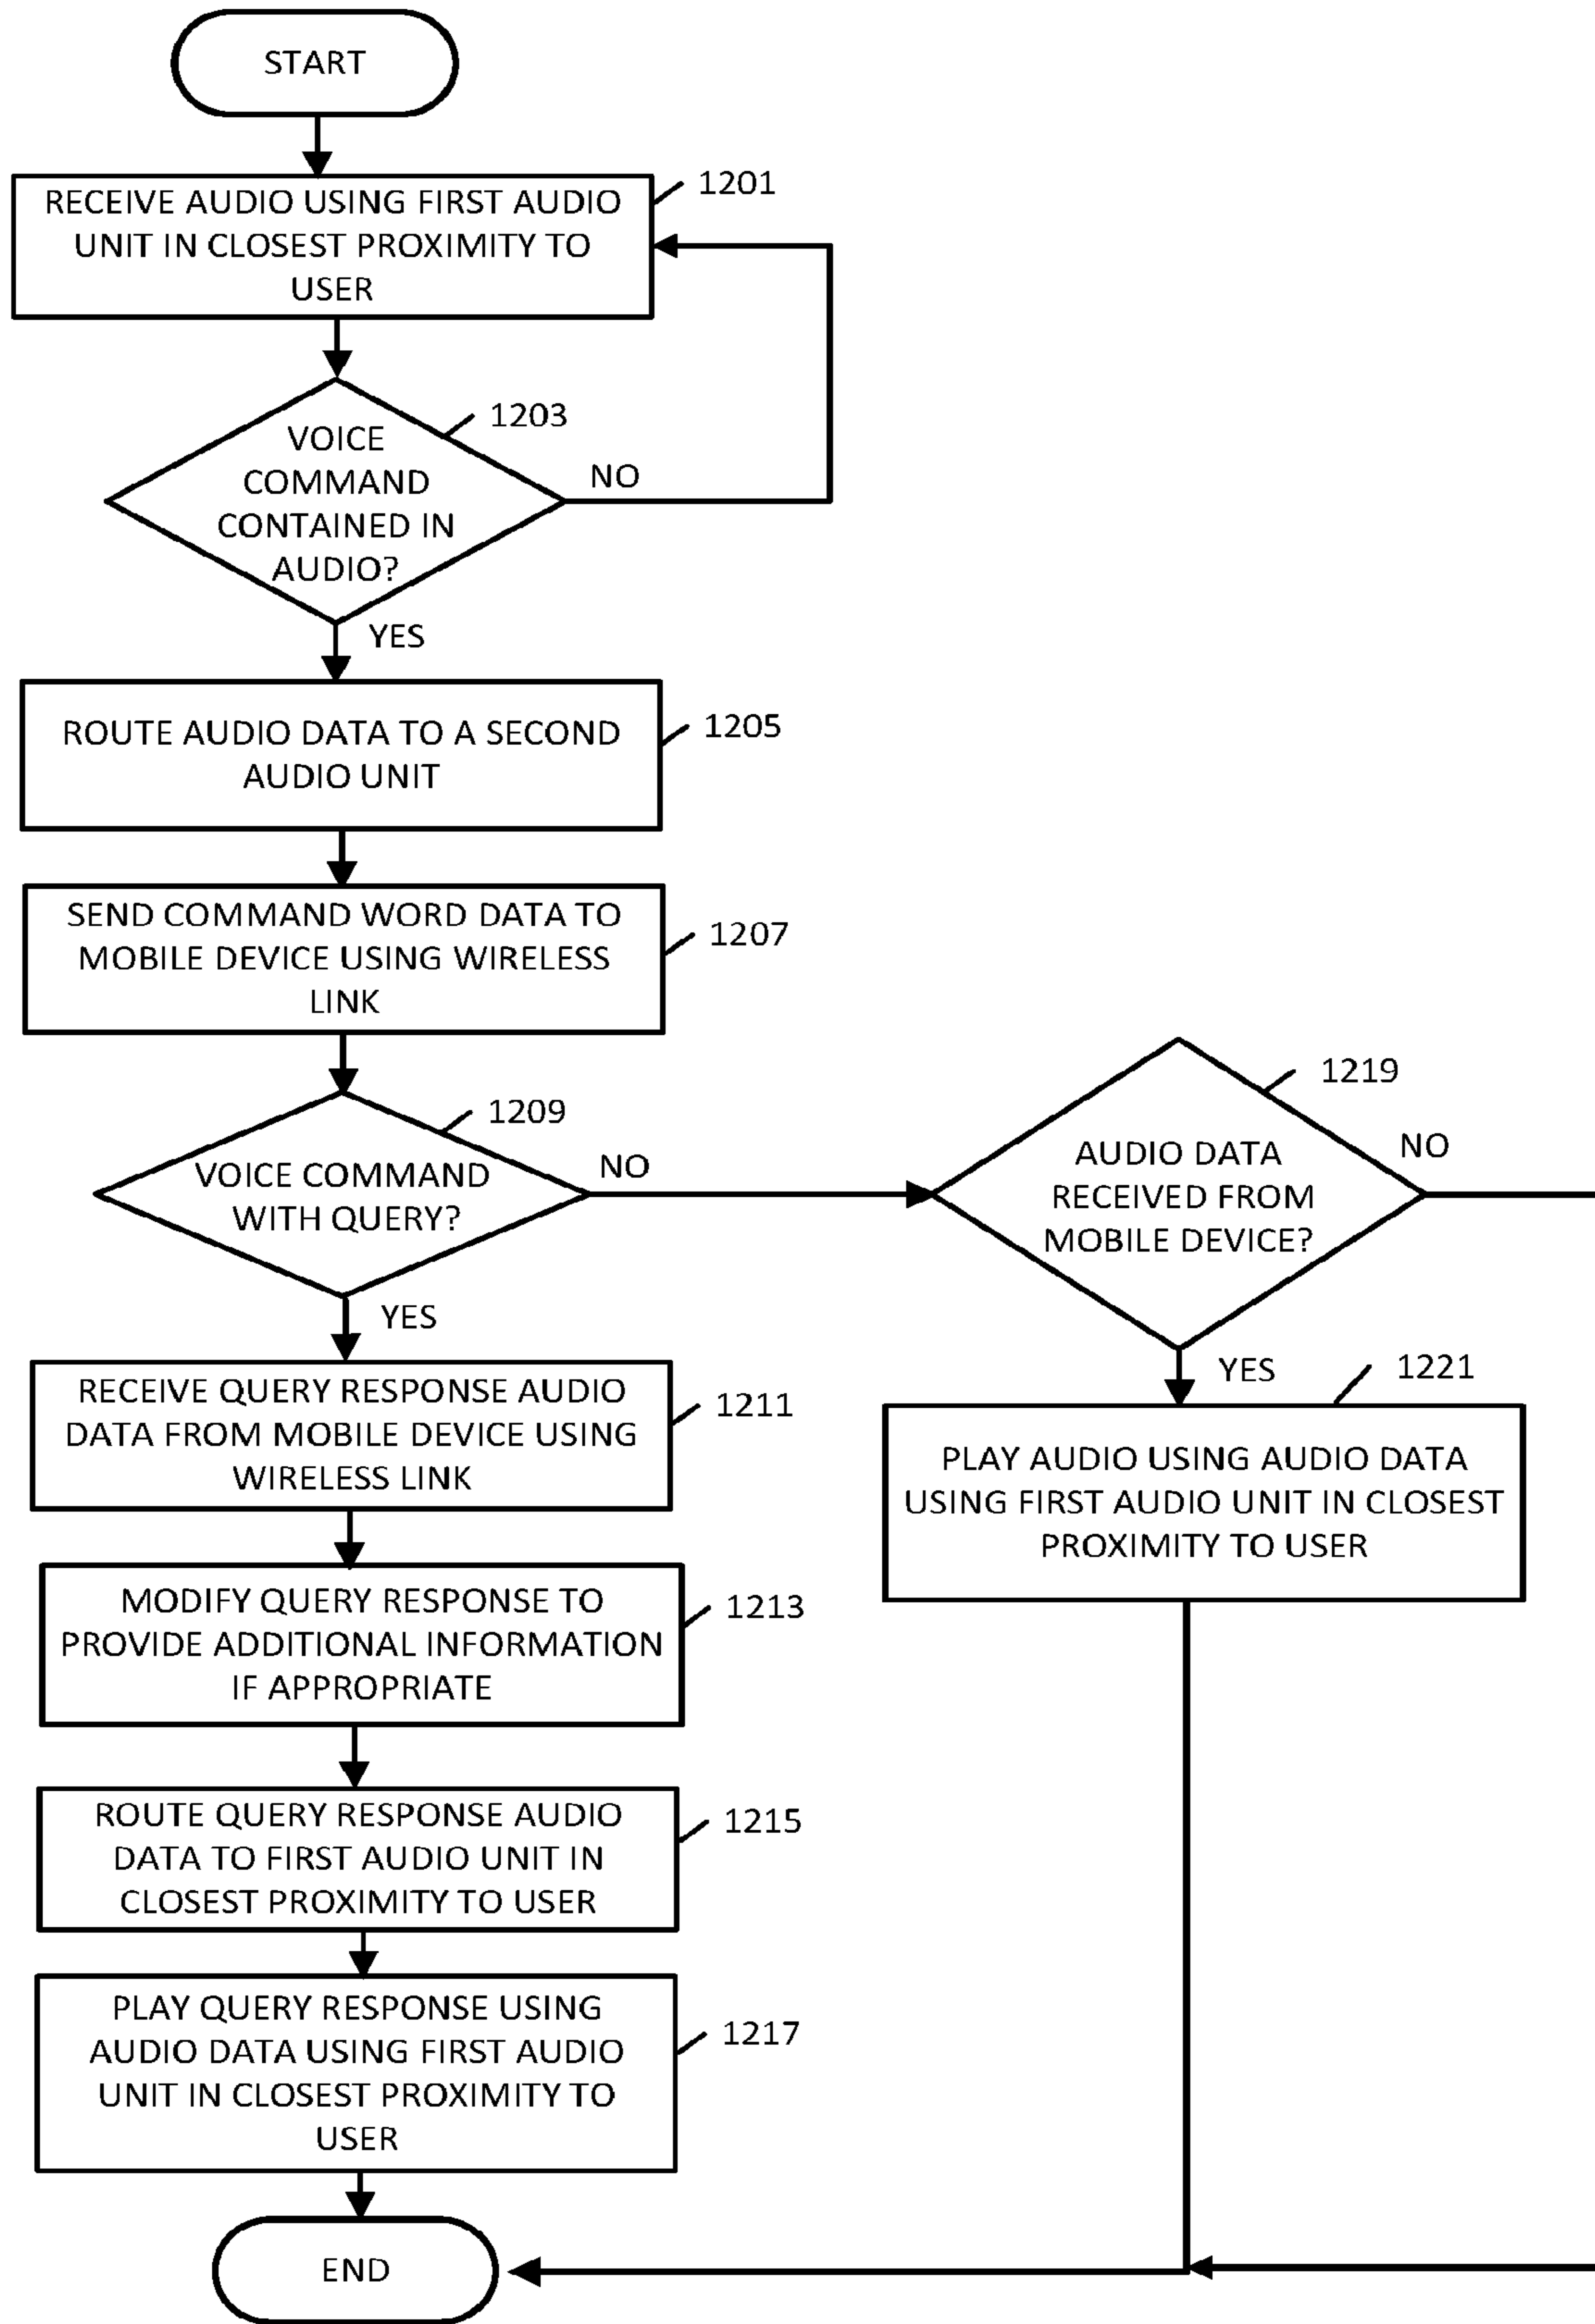 START
RECEIVE AUDIO USING FIRST AUDIO
UNIT IN CLOSEST PROXIMITY TO
USER
1201
VOICE
COMMAND
CONTAINED IN
AUDIO?
1203
NO
YES
ROUTE AUDIO DATA TO A SECOND
AUDIO UNIT
1205
SEND COMMAND WORD DATA TO
MOBILE DEVICE USING WIRELESS
LINK
1207
VOICE COMMAND
WITH QUERY?
1209
NO
YES
AUDIO DATA
RECEIVED FROM
MOBILE DEVICE?
1219
NO
YES
RECEIVE QUERY RESPONSE AUDIO
DATA FROM MOBILE DEVICE USING
WIRELESS LINK
1211
PLAY AUDIO USING AUDIO DATA
USING FIRST AUDIO UNIT IN CLOSEST
PROXIMITY TO USER
1221
MODIFY QUERY RESPONSE TO
PROVIDE ADDITIONAL INFORMATION
IF APPROPRIATE
1213
ROUTE QUERY RESPONSE AUDIO
DATA TO FIRST AUDIO UNIT IN
CLOSEST PROXIMITY TO USER
1215
PLAY QUERY RESPONSE USING
AUDIO DATA USING FIRST AUDIO
UNIT IN CLOSEST PROXIMITY TO
USER
1217
END